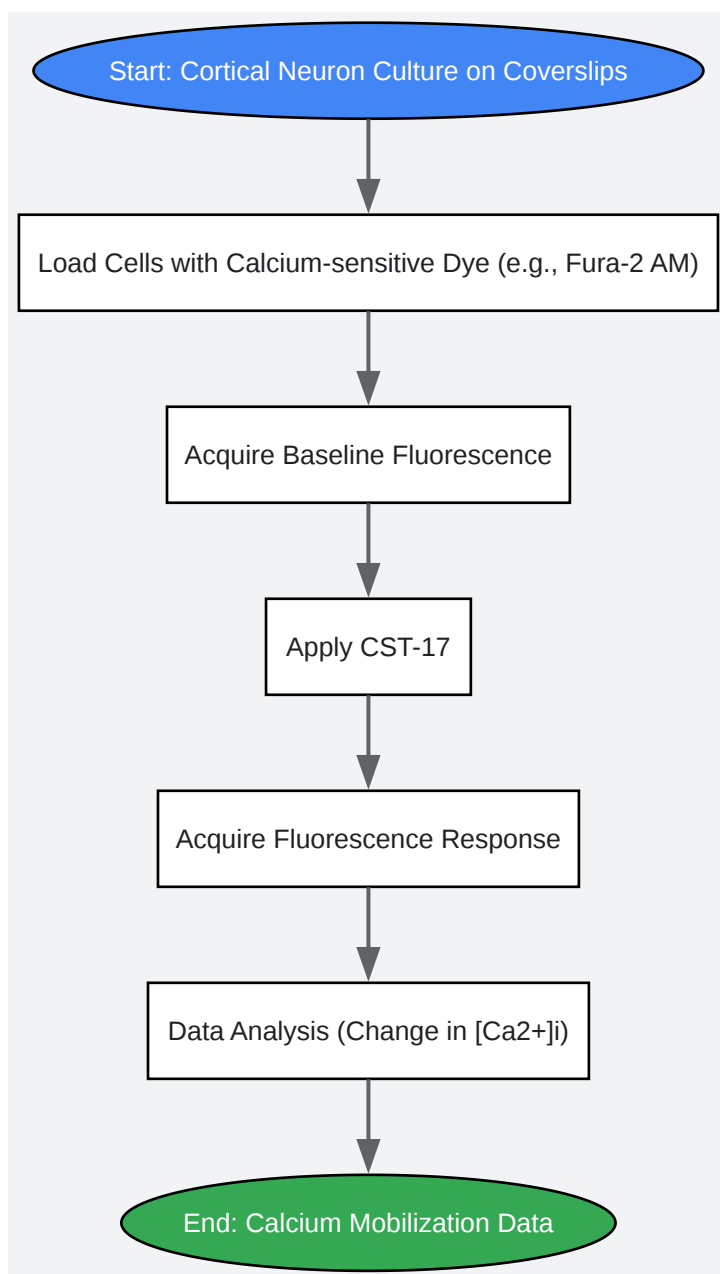 Start: Cortical Neuron Culture on Coverslips
Load Cells with Calcium-sensitive Dye (e.g., Fura-2 AM)
Acquire Baseline Fluorescence
Apply CST-17
Acquire Fluorescence Response
Data Analysis (Change in [Ca2+]i)
End: Calcium Mobilization Data